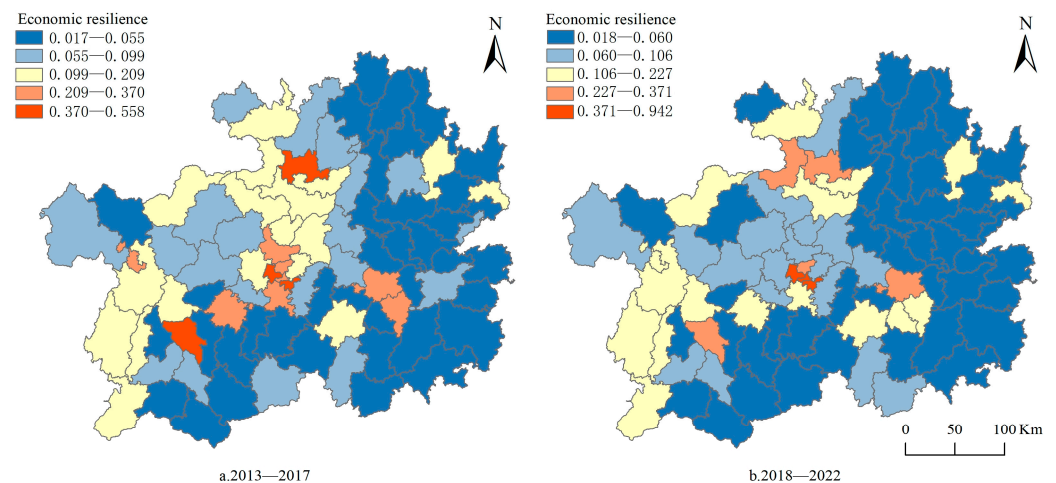 Economic resilience
0. 017—0. 055
0. 055—0. 099
0. 099—0. 209
0. 209—0. 370
0. 370—0. 558
N
Economic resilience
0. 018—0. 060
0. 060—0. 106
0. 106—0. 227
0. 227—0. 371
0. 371—0. 942
N
0 50 100 Km
a.2013—2017
b.2018—2022